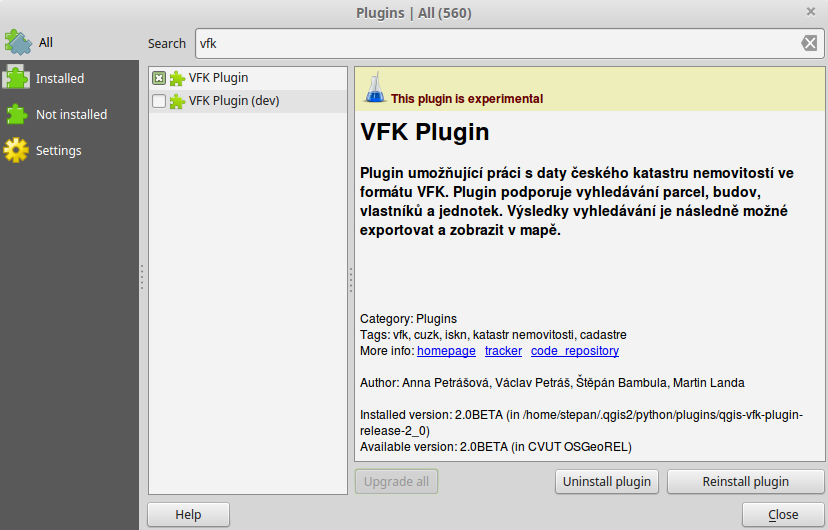 Plugins | All (560)
All
Installed
Not installed
Settings
Search
vfk
VFK Plugin
VFK Plugin (dev)
This plugin is experimental
VFK Plugin
Plugin umožňující práci s daty českého katastru nemovitostí ve
formátu VFK. Plugin podporuje vyhledávání parcel, budov,
vlastníků a jednotek. Výsledky vyhledávání je následně možné
exportovat a zobrazit v mapě.
Category: Plugins
Tags: vfk, cuzk, iskn, katastr nemovitosti, cadastre
More info: homepage tracker code_repository
Author: Anna Petrášová, Václav Petráš, Štěpán Bambula, Martin Landa
Installed version: 2.0BETA (in /home/stepan/.qgis2/python/plugins/qgis-vfk-plugin-
release-2_0)
Available version: 2.0BETA (in CVUT OSGeoREL)
Upgrade all
Uninstall plugin
Reinstall plugin
Help
Close